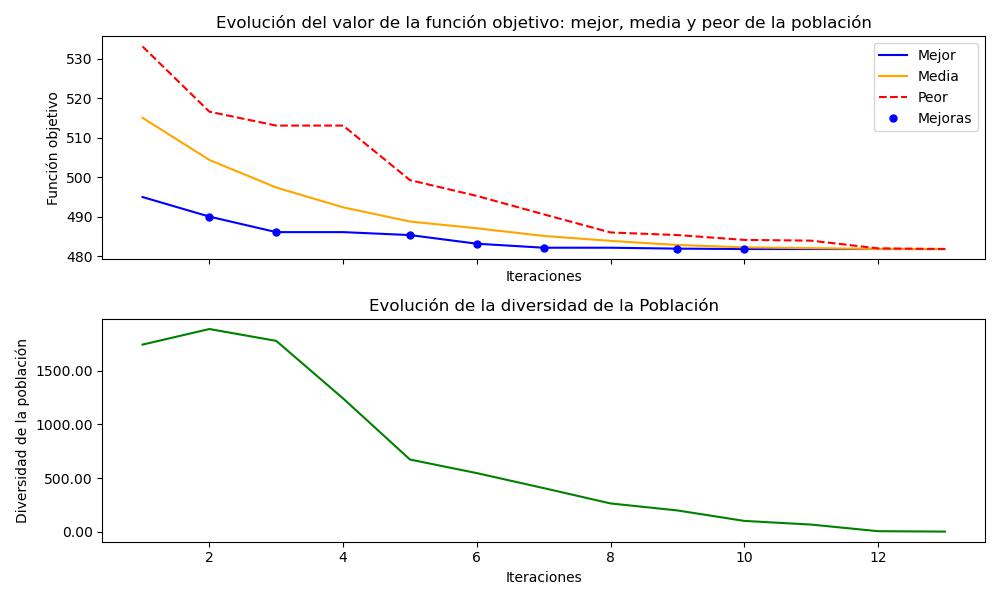 Evolución del valor de la función objetivo: mejor, media y peor de la población
Función objetivo
530
520
510
500
490
480
Mejor
Media
Peor
Mejoras
Iteraciones
Evolución de la diversidad de la Población
Diversidad de la población
1500.00
1000.00
500.00
0.00
2 4 6 8 10 12
Iteraciones